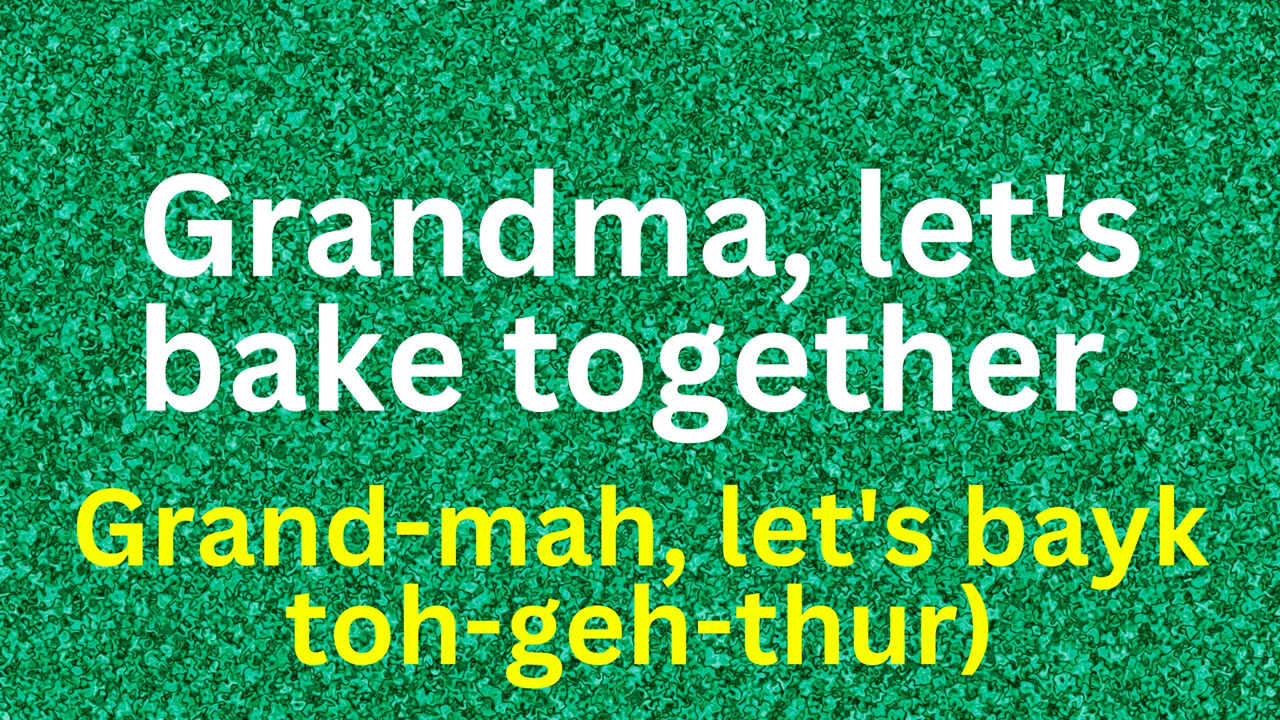 Grandma, let's
bake together.
Grand-mah, let's bayk
toh-geh-thur)